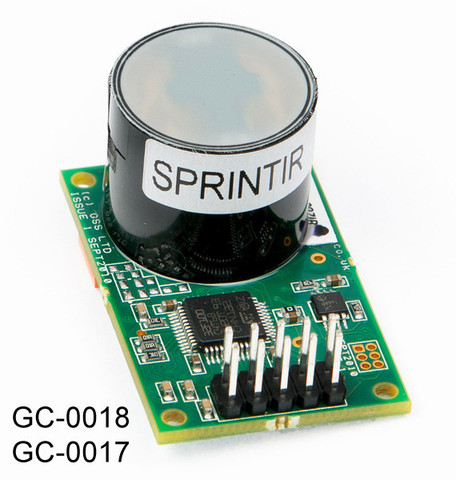 SPRINTIR
(c) GSS LTD
ISSUE 1 SEPT2010
co.uk
GC-0018
GC-0017